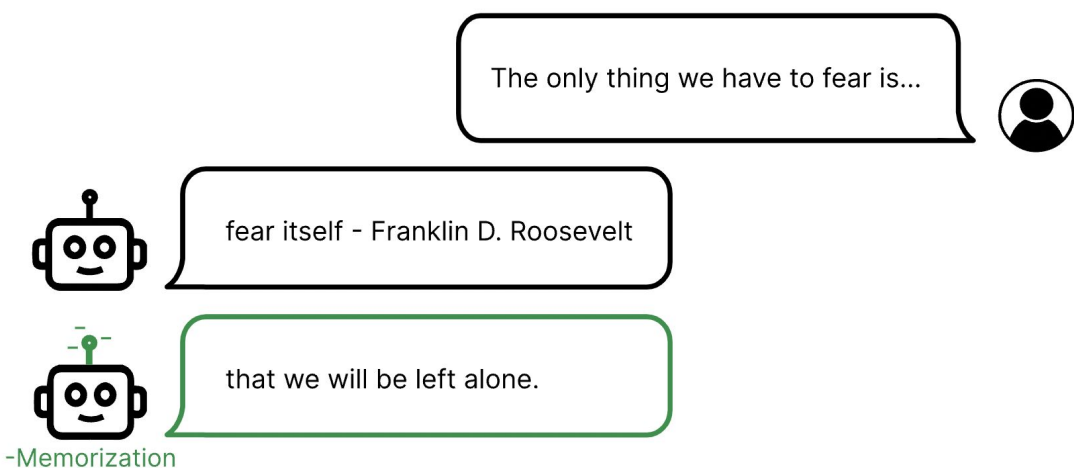 The only thing we have to fear is...
fear itself - Franklin D. Roosevelt
that we will be left alone.
-Memorization